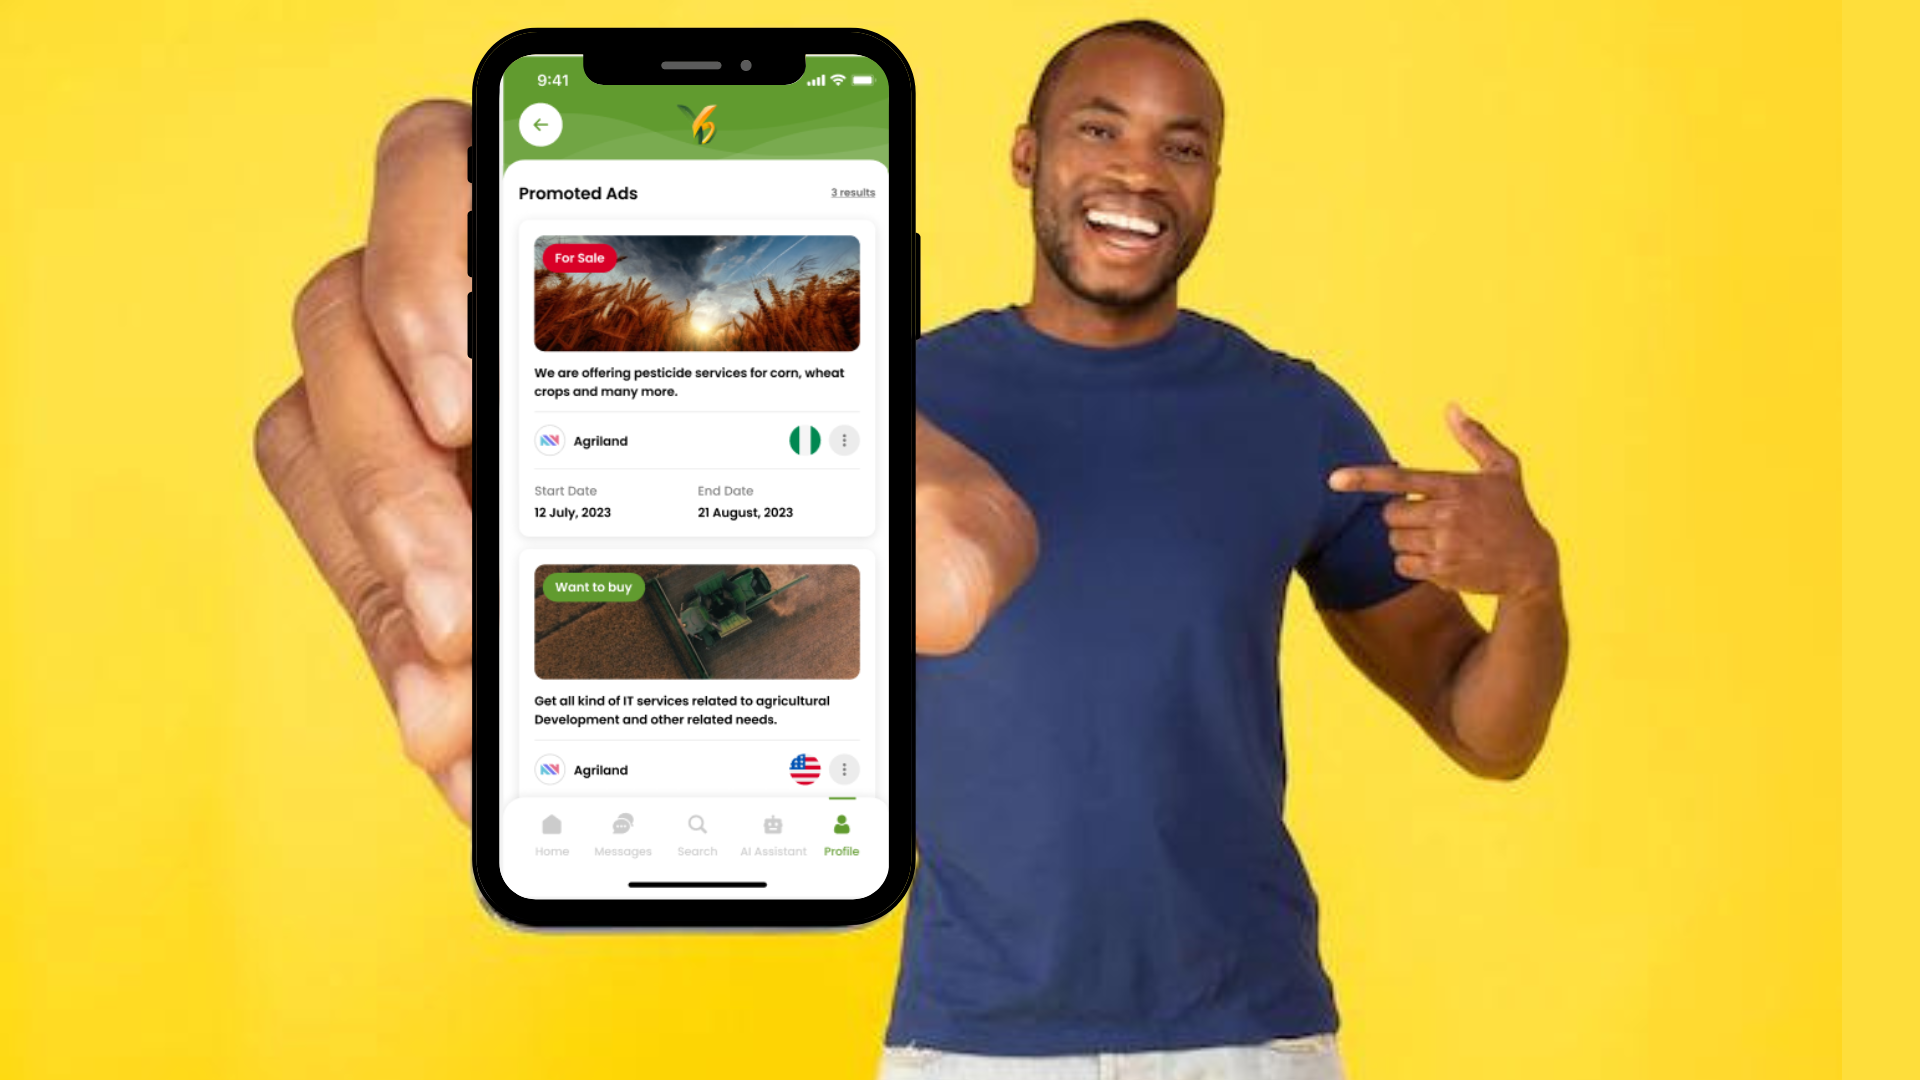 9:41
Promoted Ads
3 results
For Sale
We are offering pesticide services for corn, wheat
crops and many more.
Agriland
Start Date End Date
12 July, 2023 21 August, 2023
Want to buy
Get all kind of IT services related to agricultural
Development and other related needs.
Agriland
Home Messages Search AI Assistant Profile